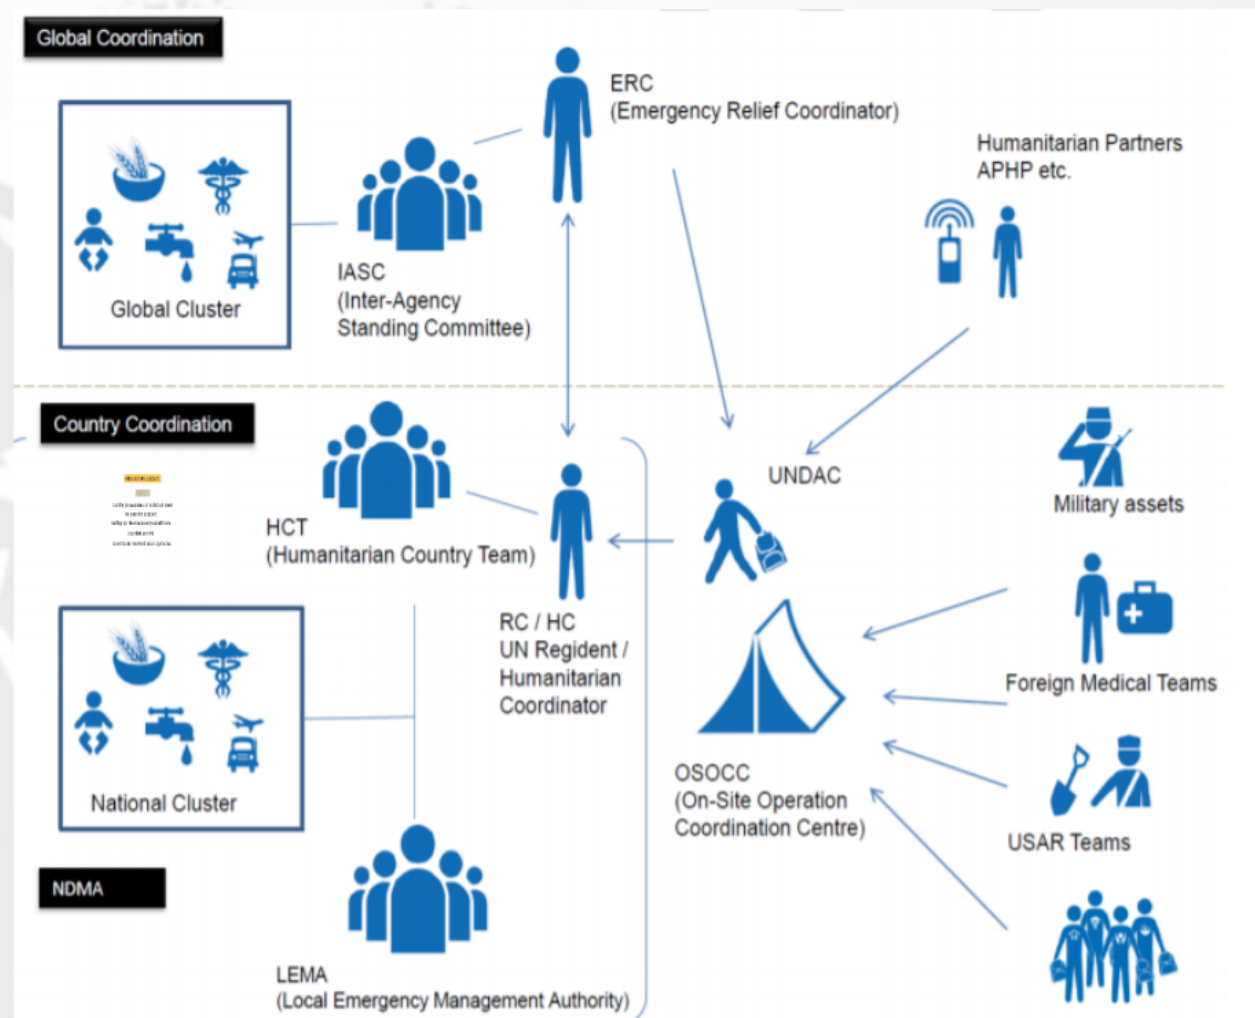 Global Coordination
ERC
(Emergency Relief Coordinator)
Humanitarian Partners
APHP etc.
IASC
(Inter-Agency
Standing Committee)
Global Cluster
Country Coordination
UNDAC
Military assets
HCT
(Humanitarian Country Team)
RC / HC
UN Regident /
Humanitarian
Coordinator
Foreign Medical Teams
National Cluster
OSOCC
(On-Site Operation
Coordination Centre)
USAR Teams
NDMA
LEMA
(Local Emergency Management Authority)